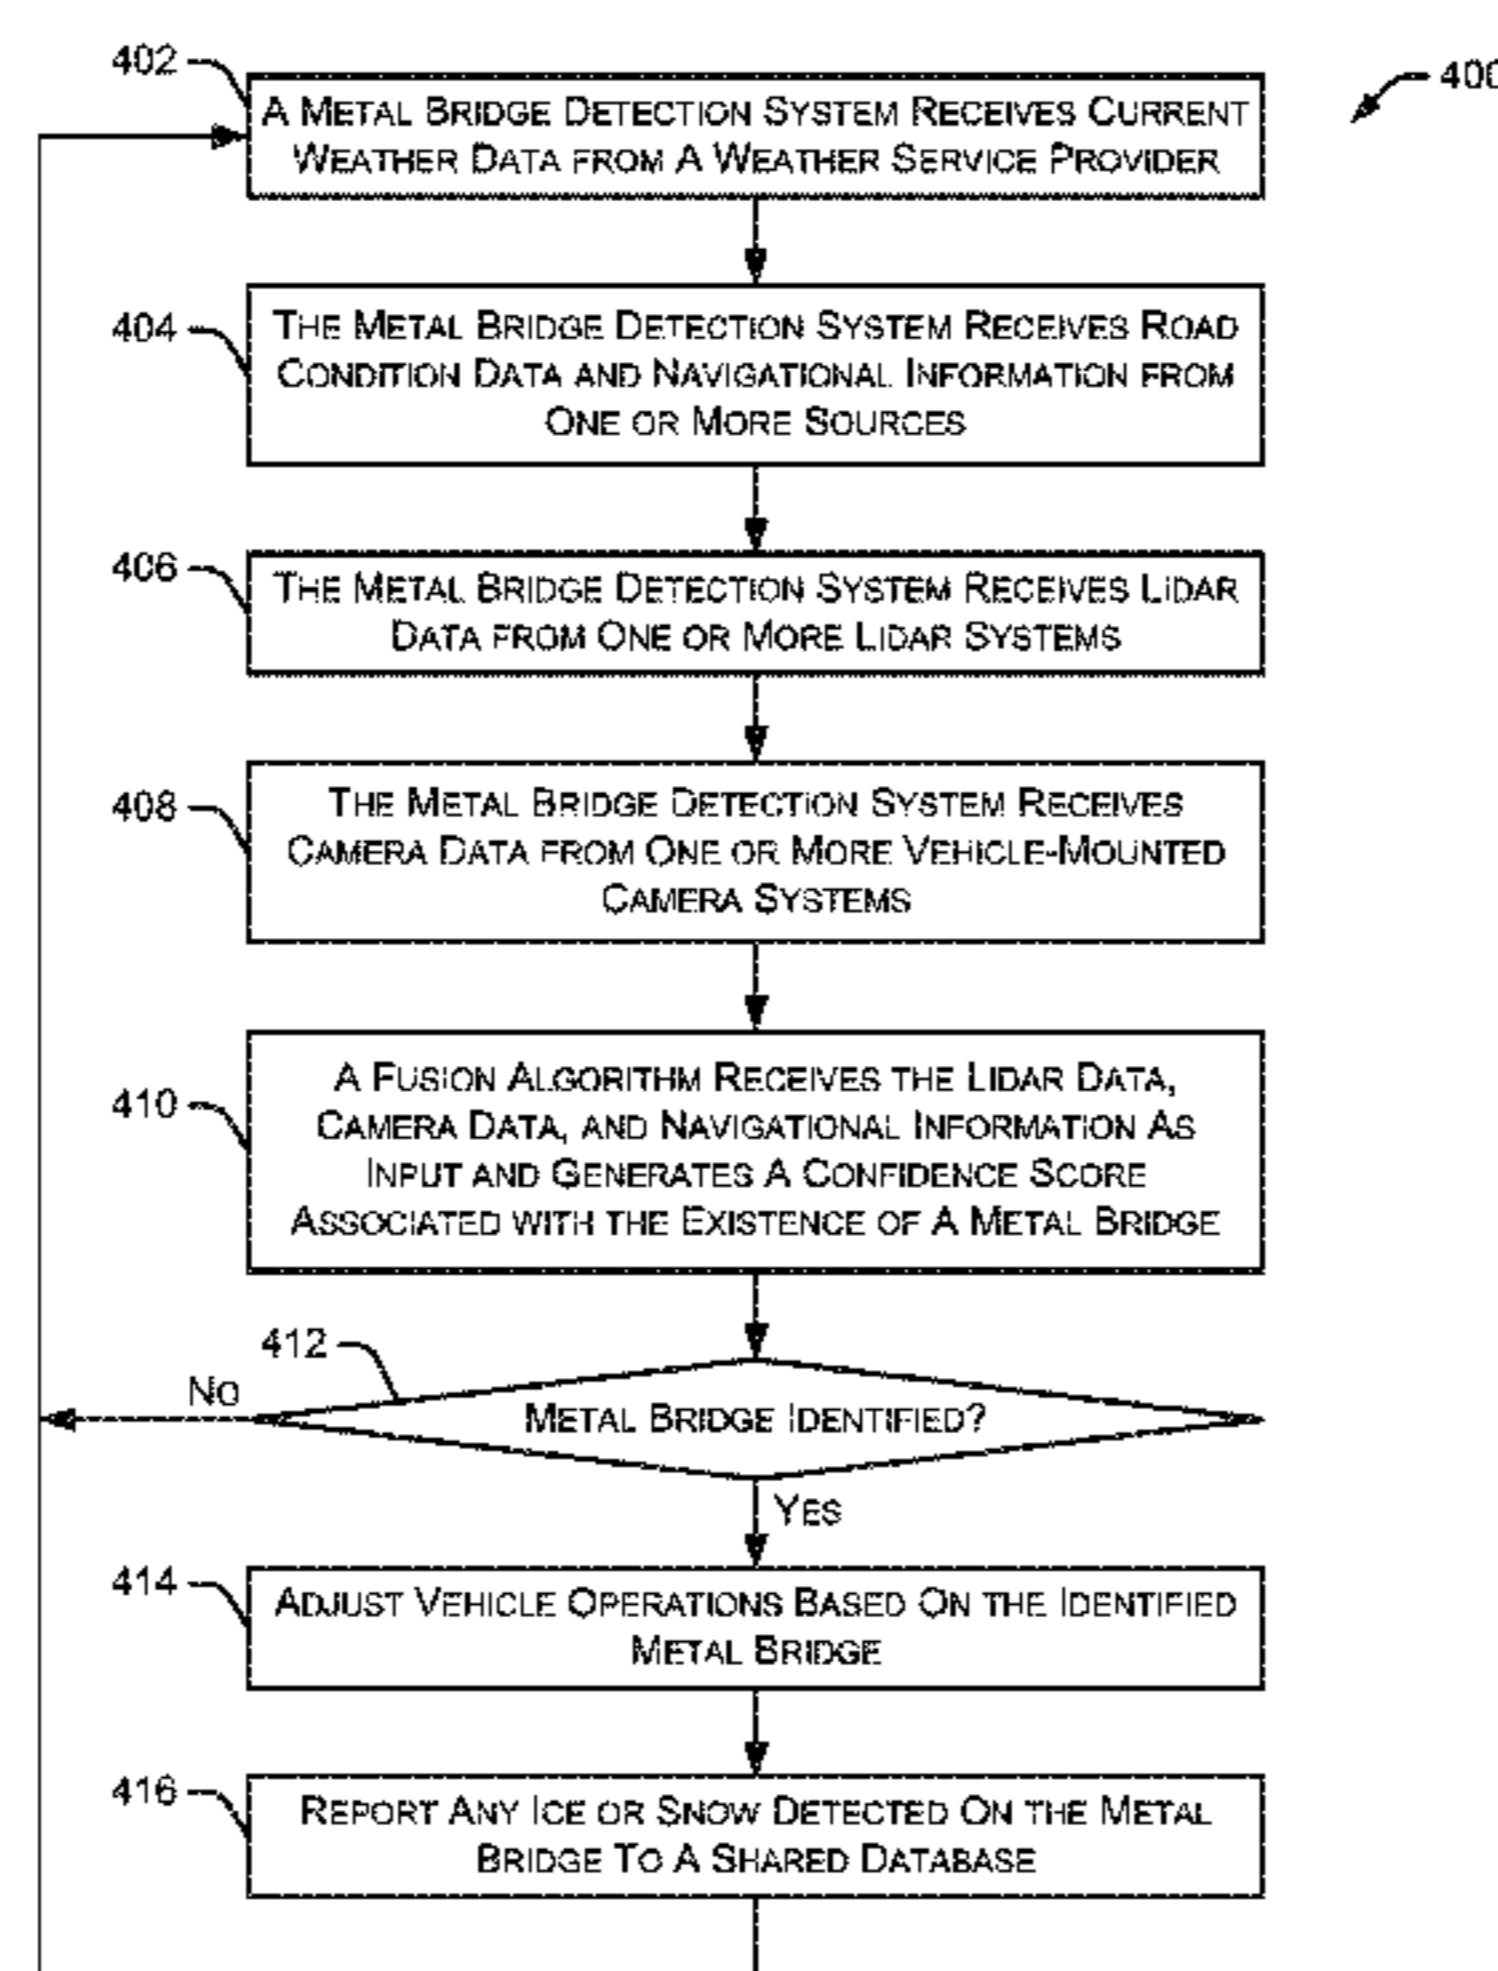 402
400
A METAL BRIDGE DETECTION SYSTEM RECEIVES CURRENT
WEATHER DATA FROM A WEATHER SERVICE PROVIDER
404
THE METAL BRIDGE DETECTION SYSTEM RECEIVES ROAD
CONDITION DATA AND NAVIGATIONAL INFORMATION FROM
ONE OR MORE SOURCES
406
THE METAL BRIDGE DETECTION SYSTEM RECEIVES LIDAR
DATA FROM ONE OR MORE LIDAR SYSTEMS
408
THE METAL BRIDGE DETECTION SYSTEM RECEIVES
CAMERA DATA FROM ONE OR MORE VEHICLE-MOUNTED
CAMERA SYSTEMS
410
A FUSION ALGORITHM RECEIVES THE LIDAR DATA,
CAMERA DATA, AND NAVIGATIONAL INFORMATION AS
INPUT AND GENERATES A CONFIDENCE SCORE
ASSOCIATED WITH THE EXISTENCE OF A METAL BRIDGE
412
NO
METAL BRIDGE IDENTIFIED?
YES
414
ADJUST VEHICLE OPERATIONS BASED ON THE IDENTIFIED
METAL BRIDGE
416
REPORT ANY ICE OR SNOW DETECTED ON THE METAL
BRIDGE TO A SHARED DATABASE